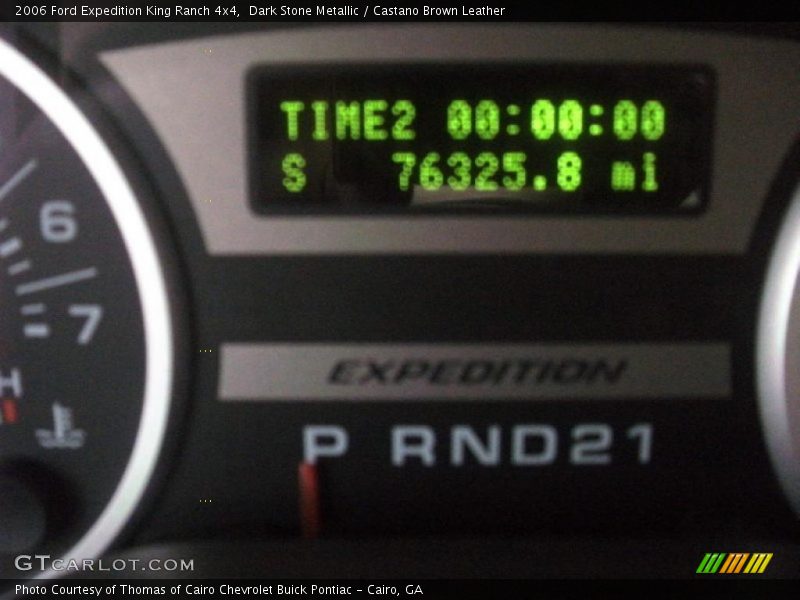 2006 Ford Expedition King Ranch 4x4,  Dark Stone Metallic / Castano Brown Leather
TIME2 00:00:00
S 76325.8 mi
6
7
H
EXPEDITION
P RND21
GTCARLOT.COM
Photo Courtesy of Thomas of Cairo Chevrolet Buick Pontiac - Cairo, GA